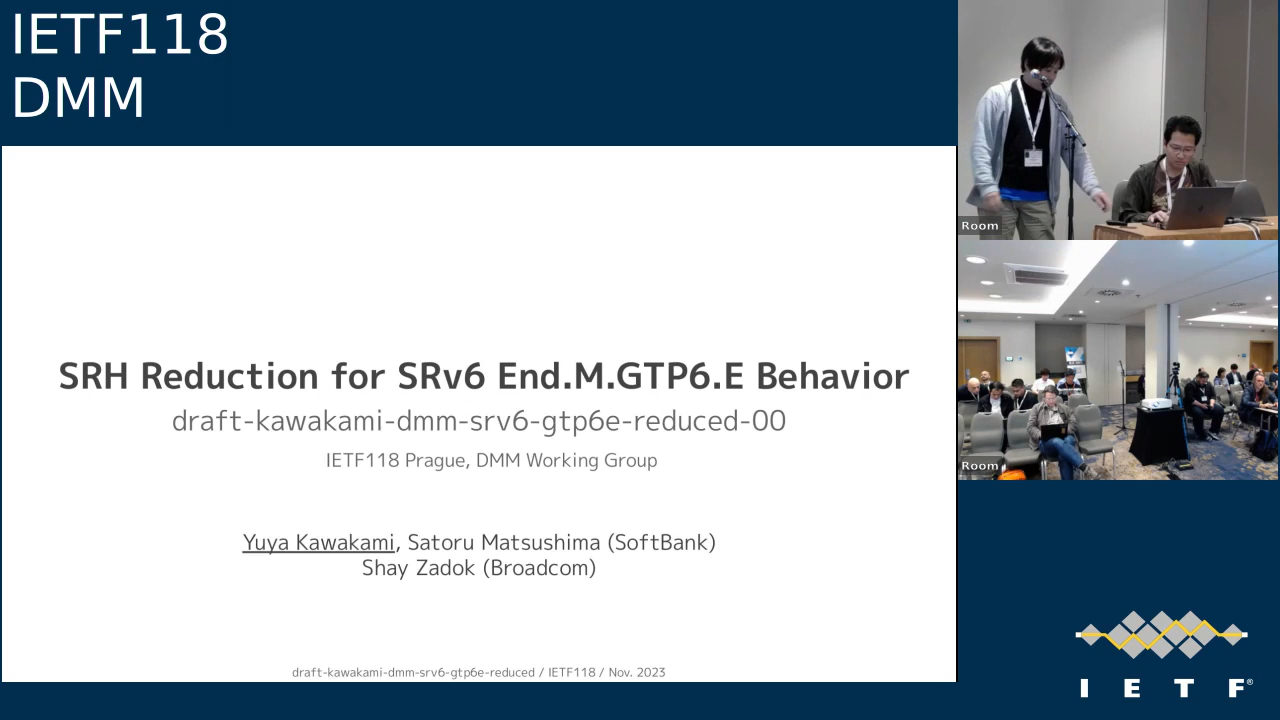 IETF118
DMM
SRH Reduction for SRv6 End.M.GTP6.E Behavior
draft-kawakami-dmm-srv6-gtp6e-reduced-00
IETF118 Prague, DMM Working Group
Yuya Kawakami, Satoru Matsushima (SoftBank)
Shay Zadok (Broadcom)
draft-kawakami-dmm-srv6-gtp6e-reduced / IETF118 / Nov. 2023
Room
Room
I E T F®